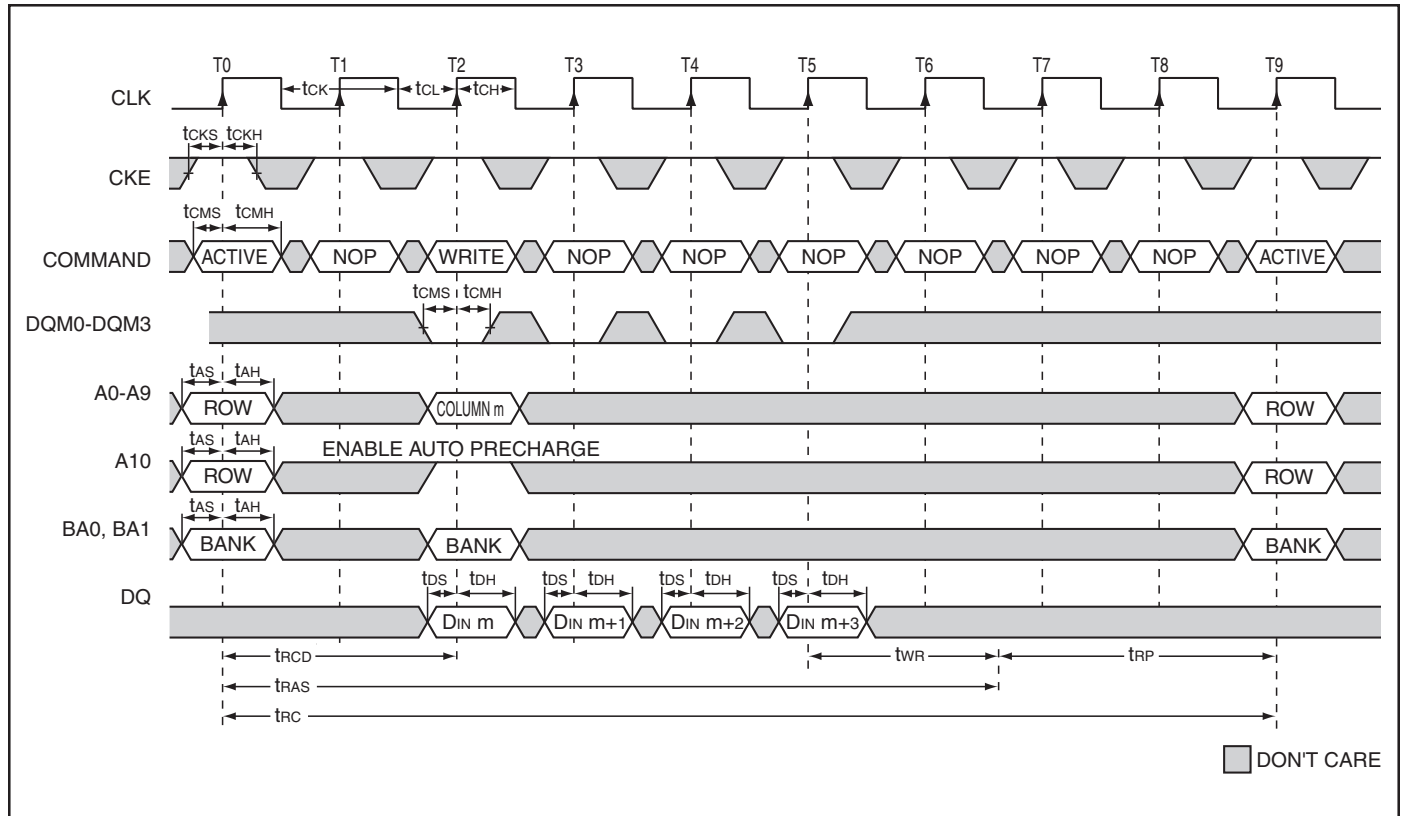 T0 T1 T2 T3 T4 T5 T6 T7 T8 T9
CLK tCK tCL tCH
tCKS tCKH
CKE
tCMS tCMH
COMMAND ACTIVE NOP WRITE NOP NOP NOP NOP NOP NOP ACTIVE
tCMS tCMH
DQM0-DQM3
tAS tAH
A0-A9 ROW COLUMN m ROW
tAS tAH ENABLE AUTO PRECHARGE
A10 ROW ROW
tAS tAH
BA0, BA1 BANK BANK BANK
tDS tDH tDS tDH tDS tDH tDS tDH
DQ DIN m DIN m+1 DIN m+2 DIN m+3
tRCD tWR tRP
tRAS
tRC
DON'T CARE